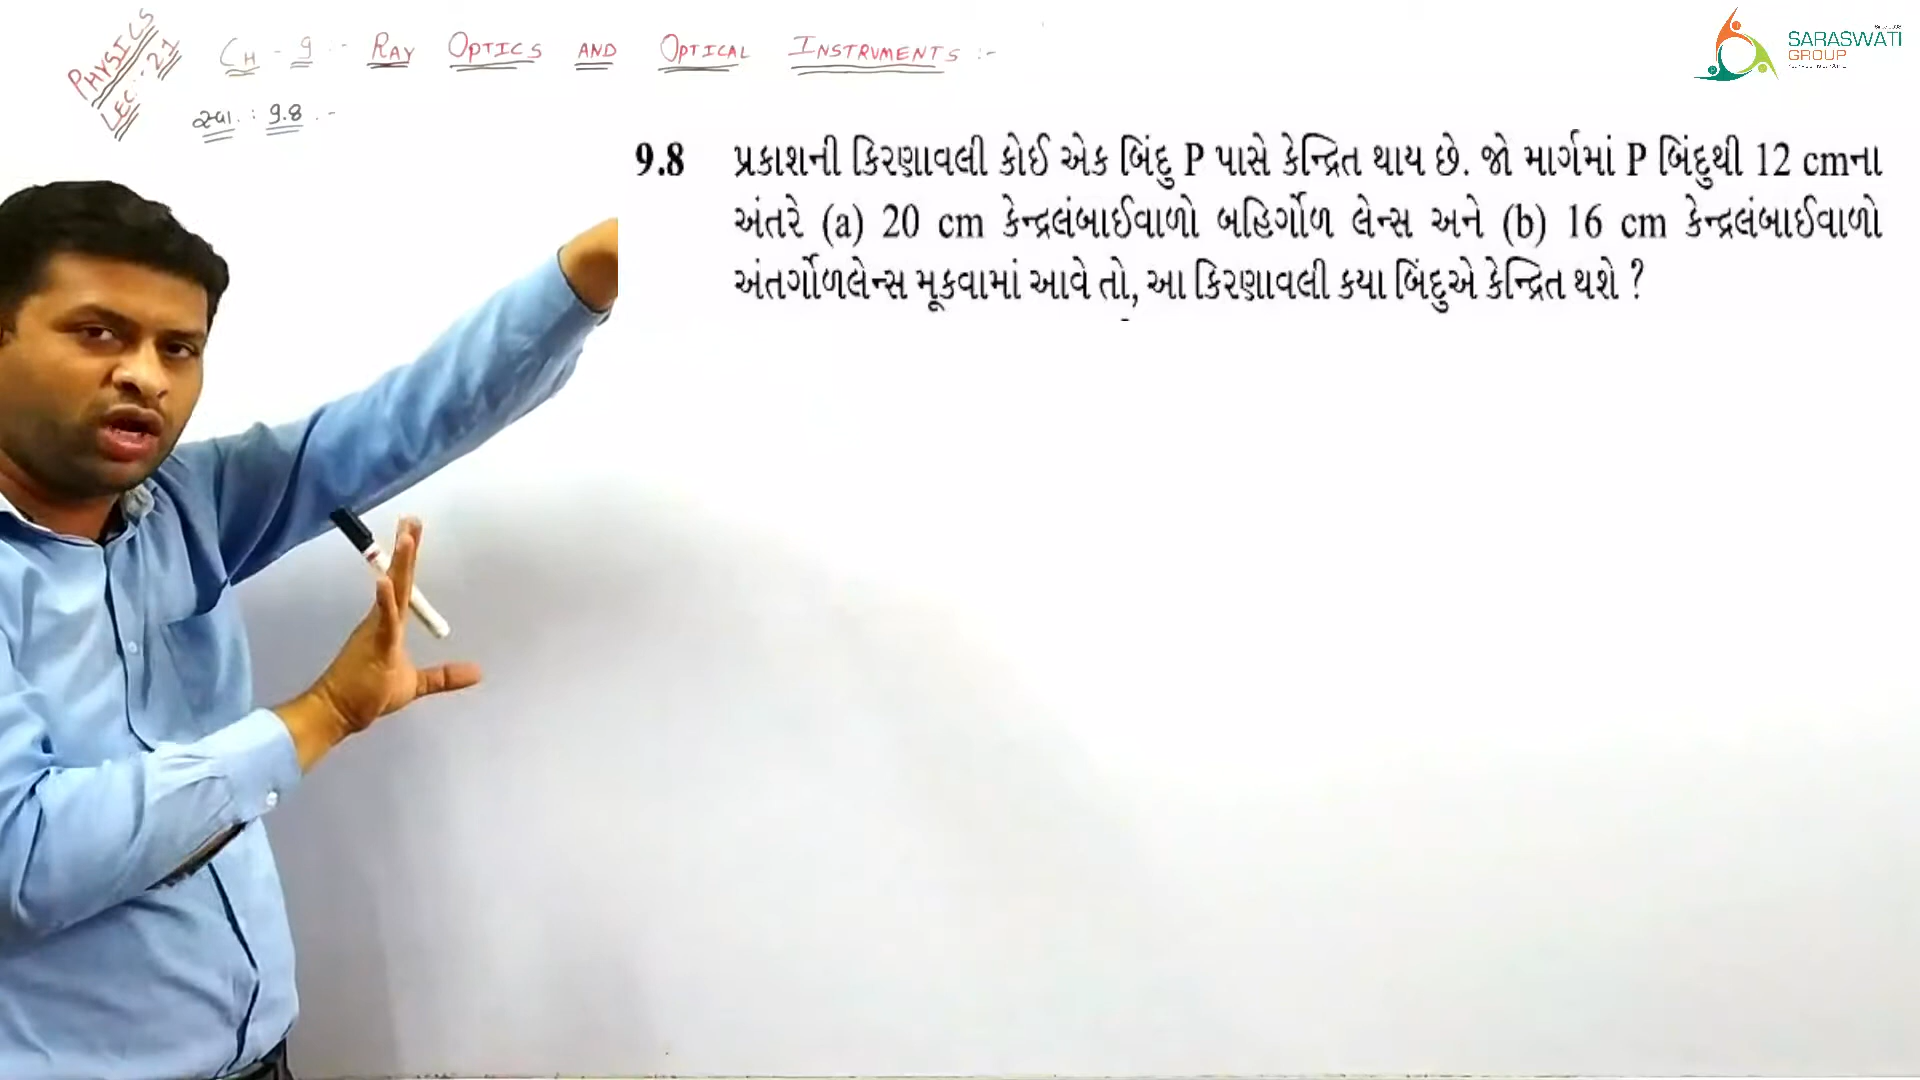 PHYSICS
LEC:-21
CH - 9 :- RAY OPTICS AND OPTICAL INSTRUMENTS :-
સ્વા. : 9.8 :-
SARASWATI
GROUP
9.8 પ્રકાશની કિરણાવલી કોઈ એક બિંદુ P પાસે કેન્દ્રિત થાય છે. જો માર્ગમાં P બિંદુથી 12 cmના
અંતરે (a) 20 cm કેન્દ્રલંબાઈવાળો બહિર્ગોળ લેન્સ અને (b) 16 cm કેન્દ્રલંબાઈવાળો
અંતર્ગોળલેન્સ મૂકવામાં આવે તો, આ કિરણાવલી કયા બિંદુએ કેન્દ્રિત થશે ?